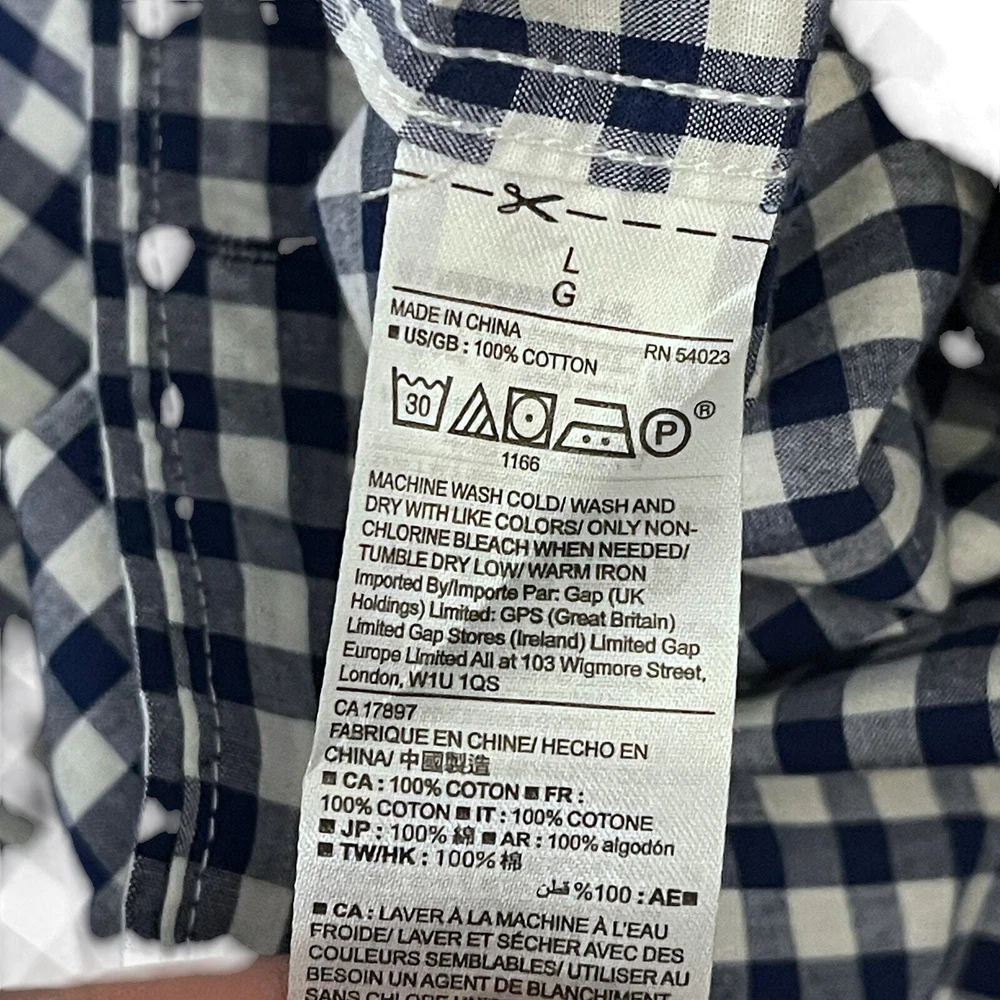 L
G
MADE IN CHINA
RN 54023
■ US/GB : 100% COTTON
30
P ®
1166
MACHINE WASH COLD/ WASH AND
DRY WITH LIKE COLORS/ ONLY NON-
CHLORINE BLEACH WHEN NEEDED/
TUMBLE DRY LOW/ WARM IRON
Imported By/Importe Par: Gap (UK
Holdings) Limited: GPS (Great Britain)
Limited Gap Stores (Ireland) Limited Gap
Europe Limited All at 103 Wigmore Street,
London, W1U 1QS
CA 17897
FABRIQUE EN CHINE/ HECHO EN
CHINA/ 中國製造
■ CA : 100% COTON ■ FR :
100% COTON ■ IT : 100% COTONE
■ JP : 100% 綿 ■ AR : 100% algodón
■ TW/HK : 100% 棉
■AE : 100% قطن
■ CA : LAVER À LA MACHINE À L'EAU
FROIDE/ LAVER ET SÉCHER AVEC DES
COULEURS SEMBLABLES/ UTILISER AU
BESOIN UN AGENT DE BLANCHIMENT
SANS